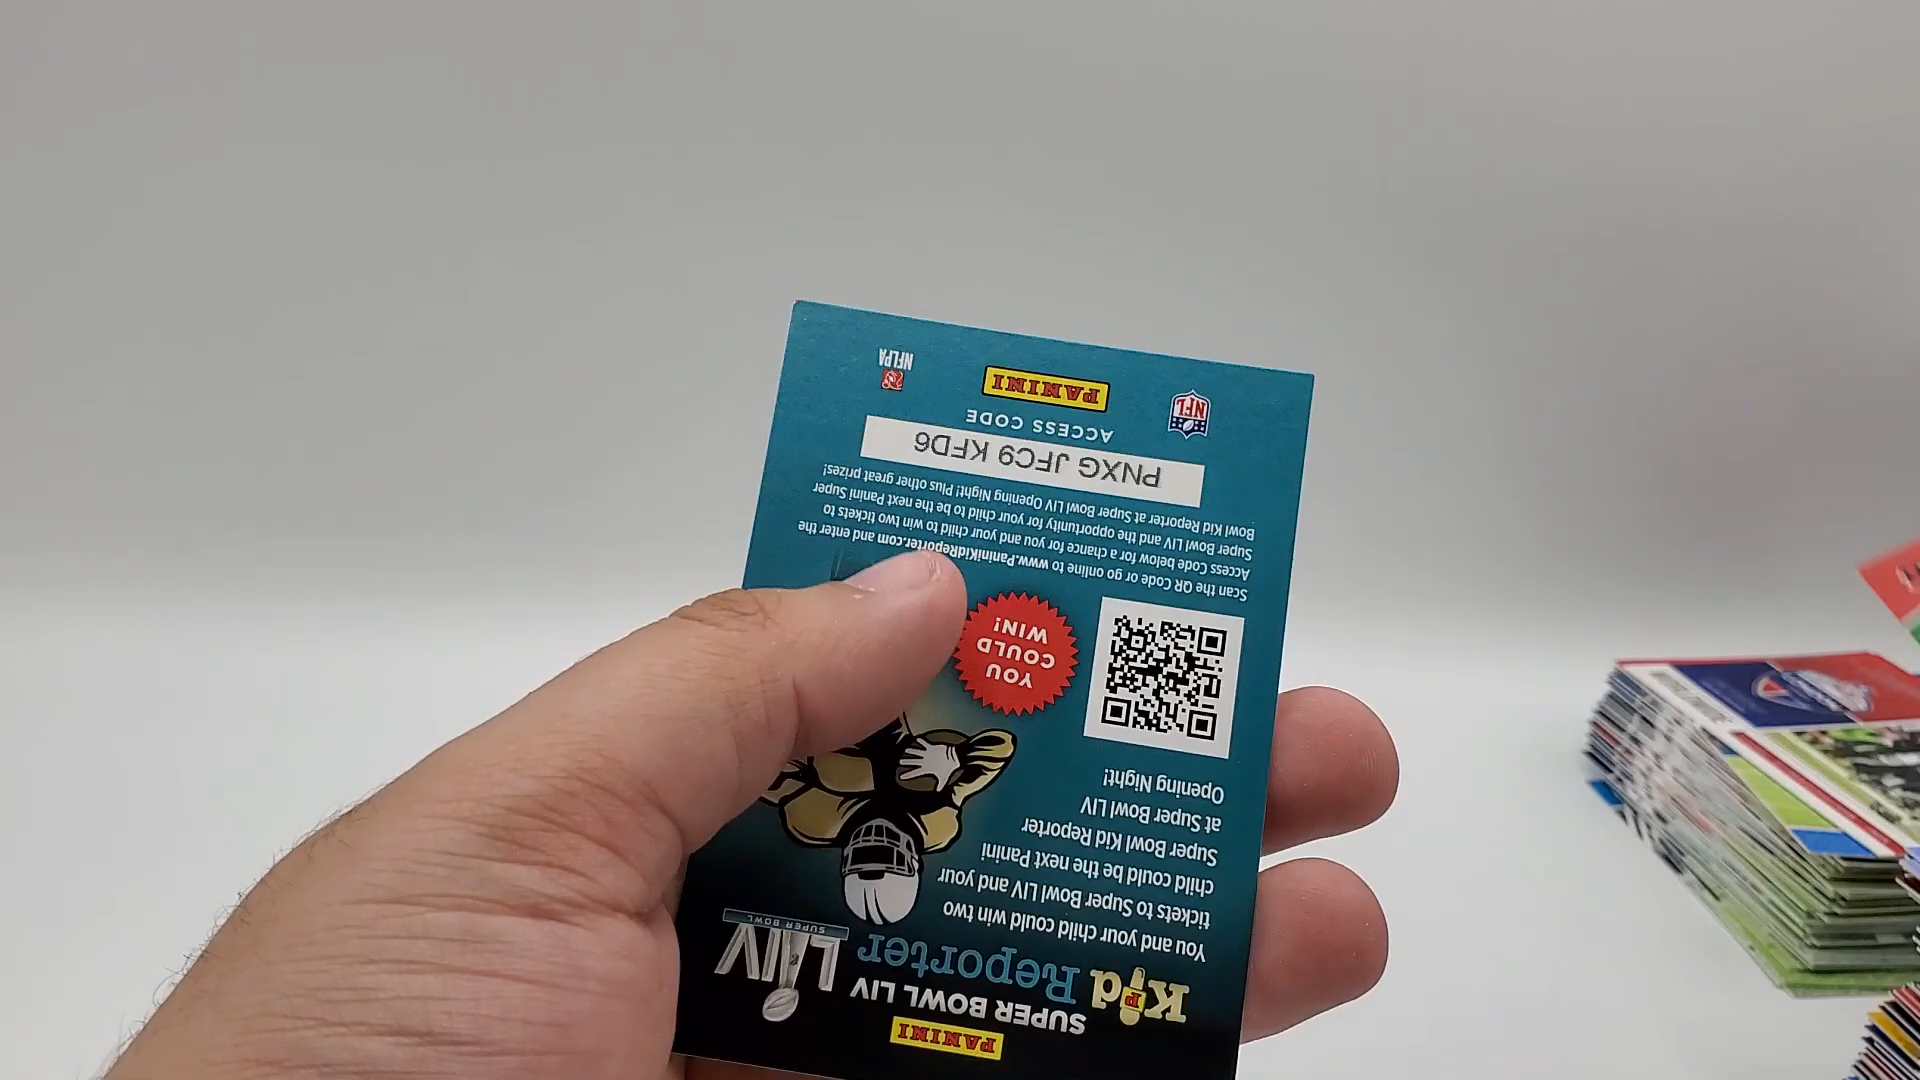 PANINI
SUPER BOWL LIV
Kid Reporter
LIV
SUPER BOWL
You and your child could win two
tickets to Super Bowl LIV and your
child could be the next Panini
Super Bowl Kid Reporter
at Super Bowl LIV
Opening Night!
YOU
COULD
WIN!
Scan the QR Code or go online to www.PaniniKidReporter.com and enter the
Access Code below for a chance for you and your child to win two tickets to
Super Bowl LIV and the opportunity for your child to be the next Panini Super
Bowl Kid Reporter at Super Bowl LIV Opening Night! Plus other great prizes!
PNXG JFC9 KFD6
ACCESS CODE
NFL
PANINI
NFLPA